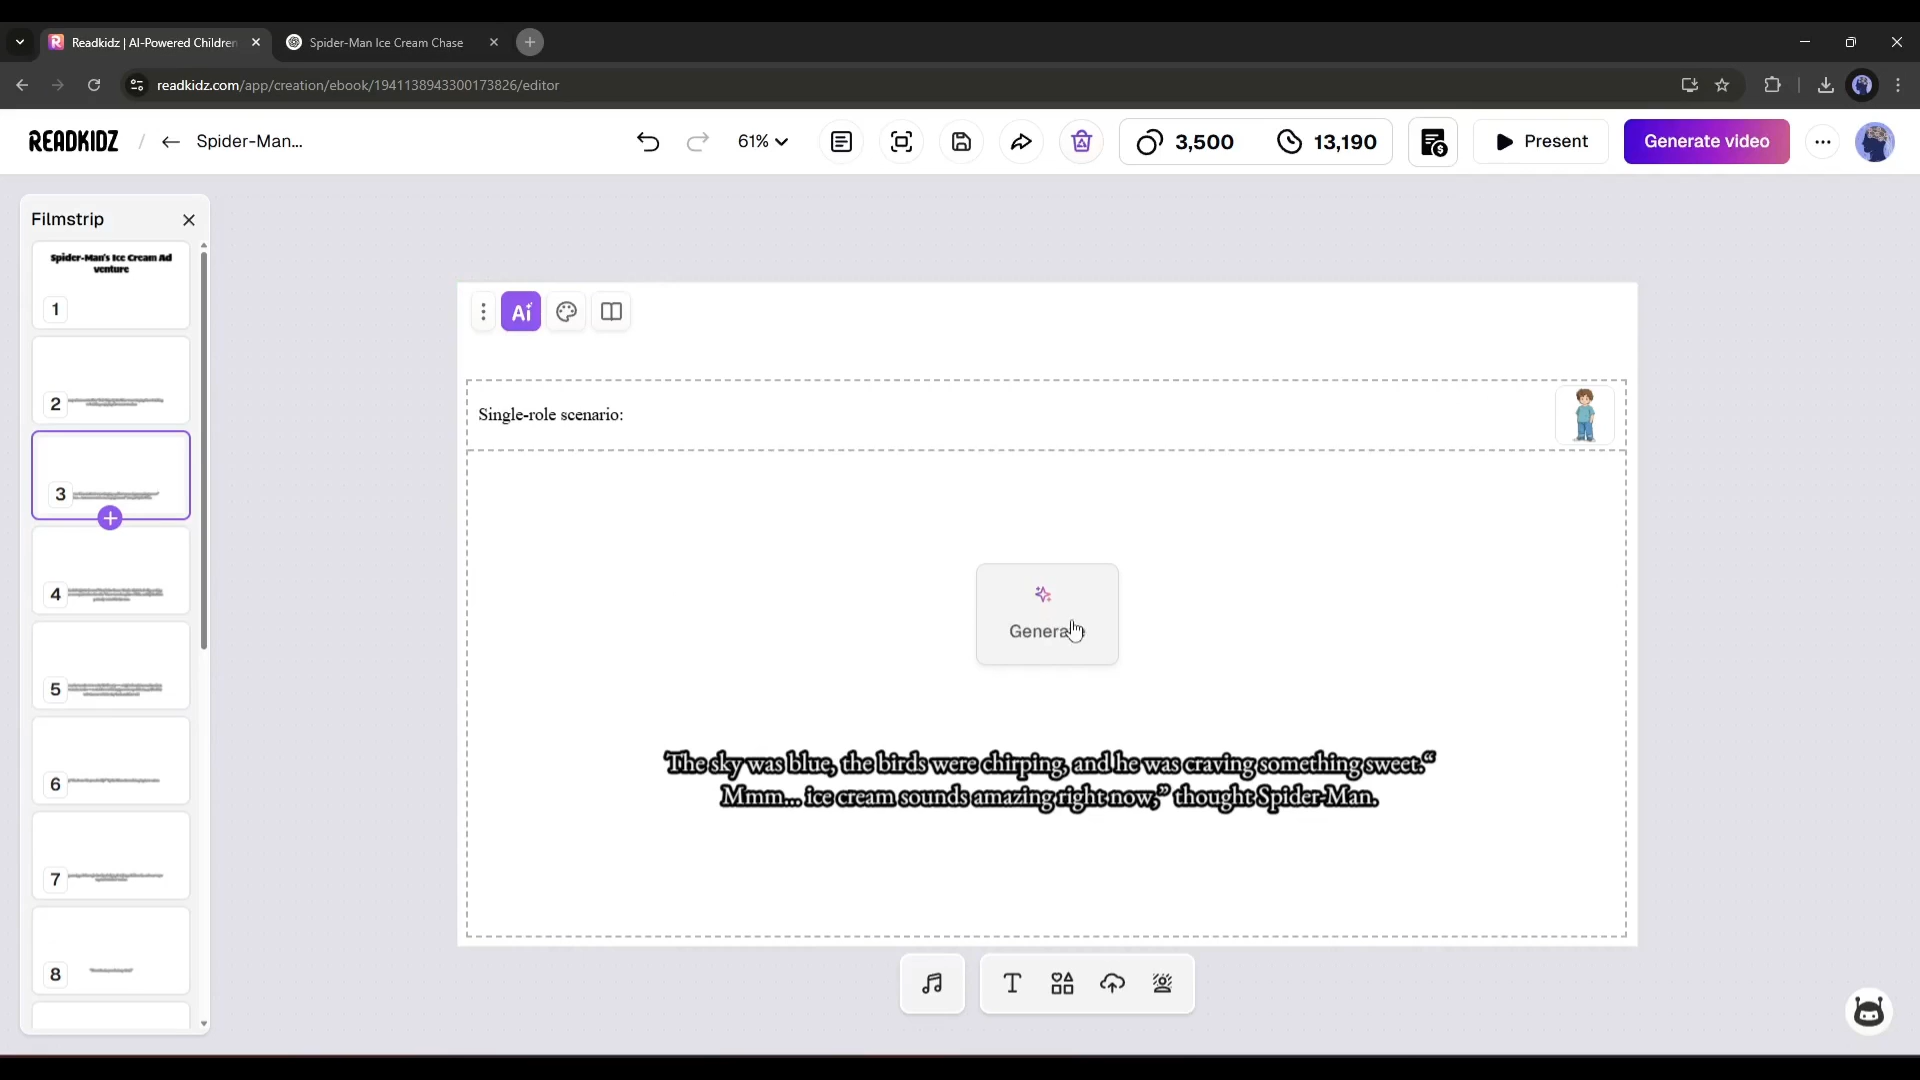 Readkidz | AI-Powered Children
Spider-Man Ice Cream Chase
readkidz.com/app/creation/ebook/1941138943300173826/editor
READKIDZ / Spider-Man...
61%
3,500
13,190
Present
Generate video
Filmstrip
Spider-Man's Ice Cream Ad
venture
1
2
3
4
5
6
7
8
Ai
Single-role scenario:
The sky was blue, the birds were chirping, and he was craving something sweet.“
Mmm... ice cream sounds amazing right now,” thought Spider-Man.
T